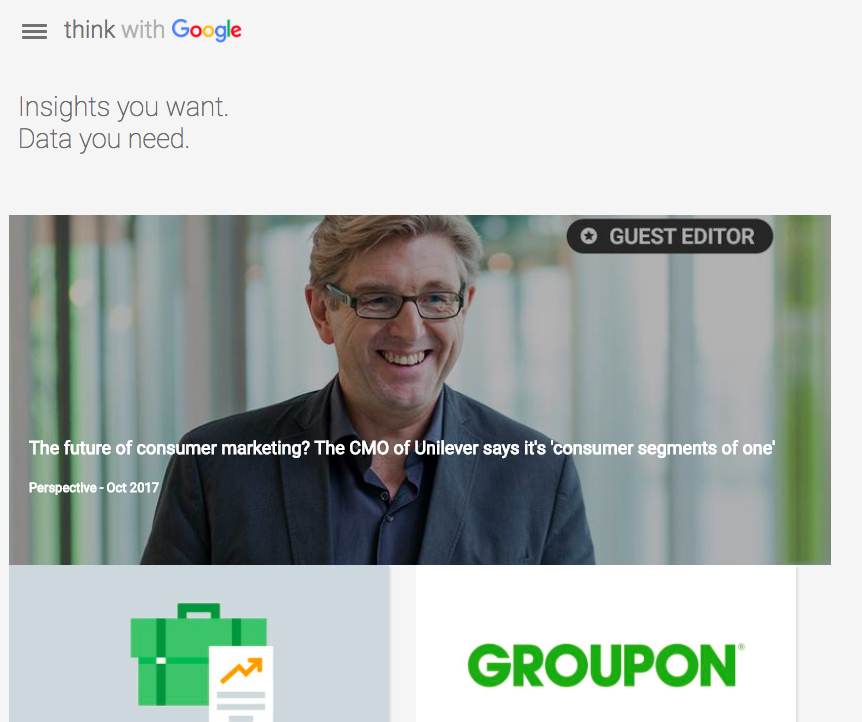 think with Google
Insights you want.
Data you need.
GUEST EDITOR
The future of consumer marketing? The CMO of Unilever says it's 'consumer segments of one'
Perspective - Oct 2017
GROUPON®